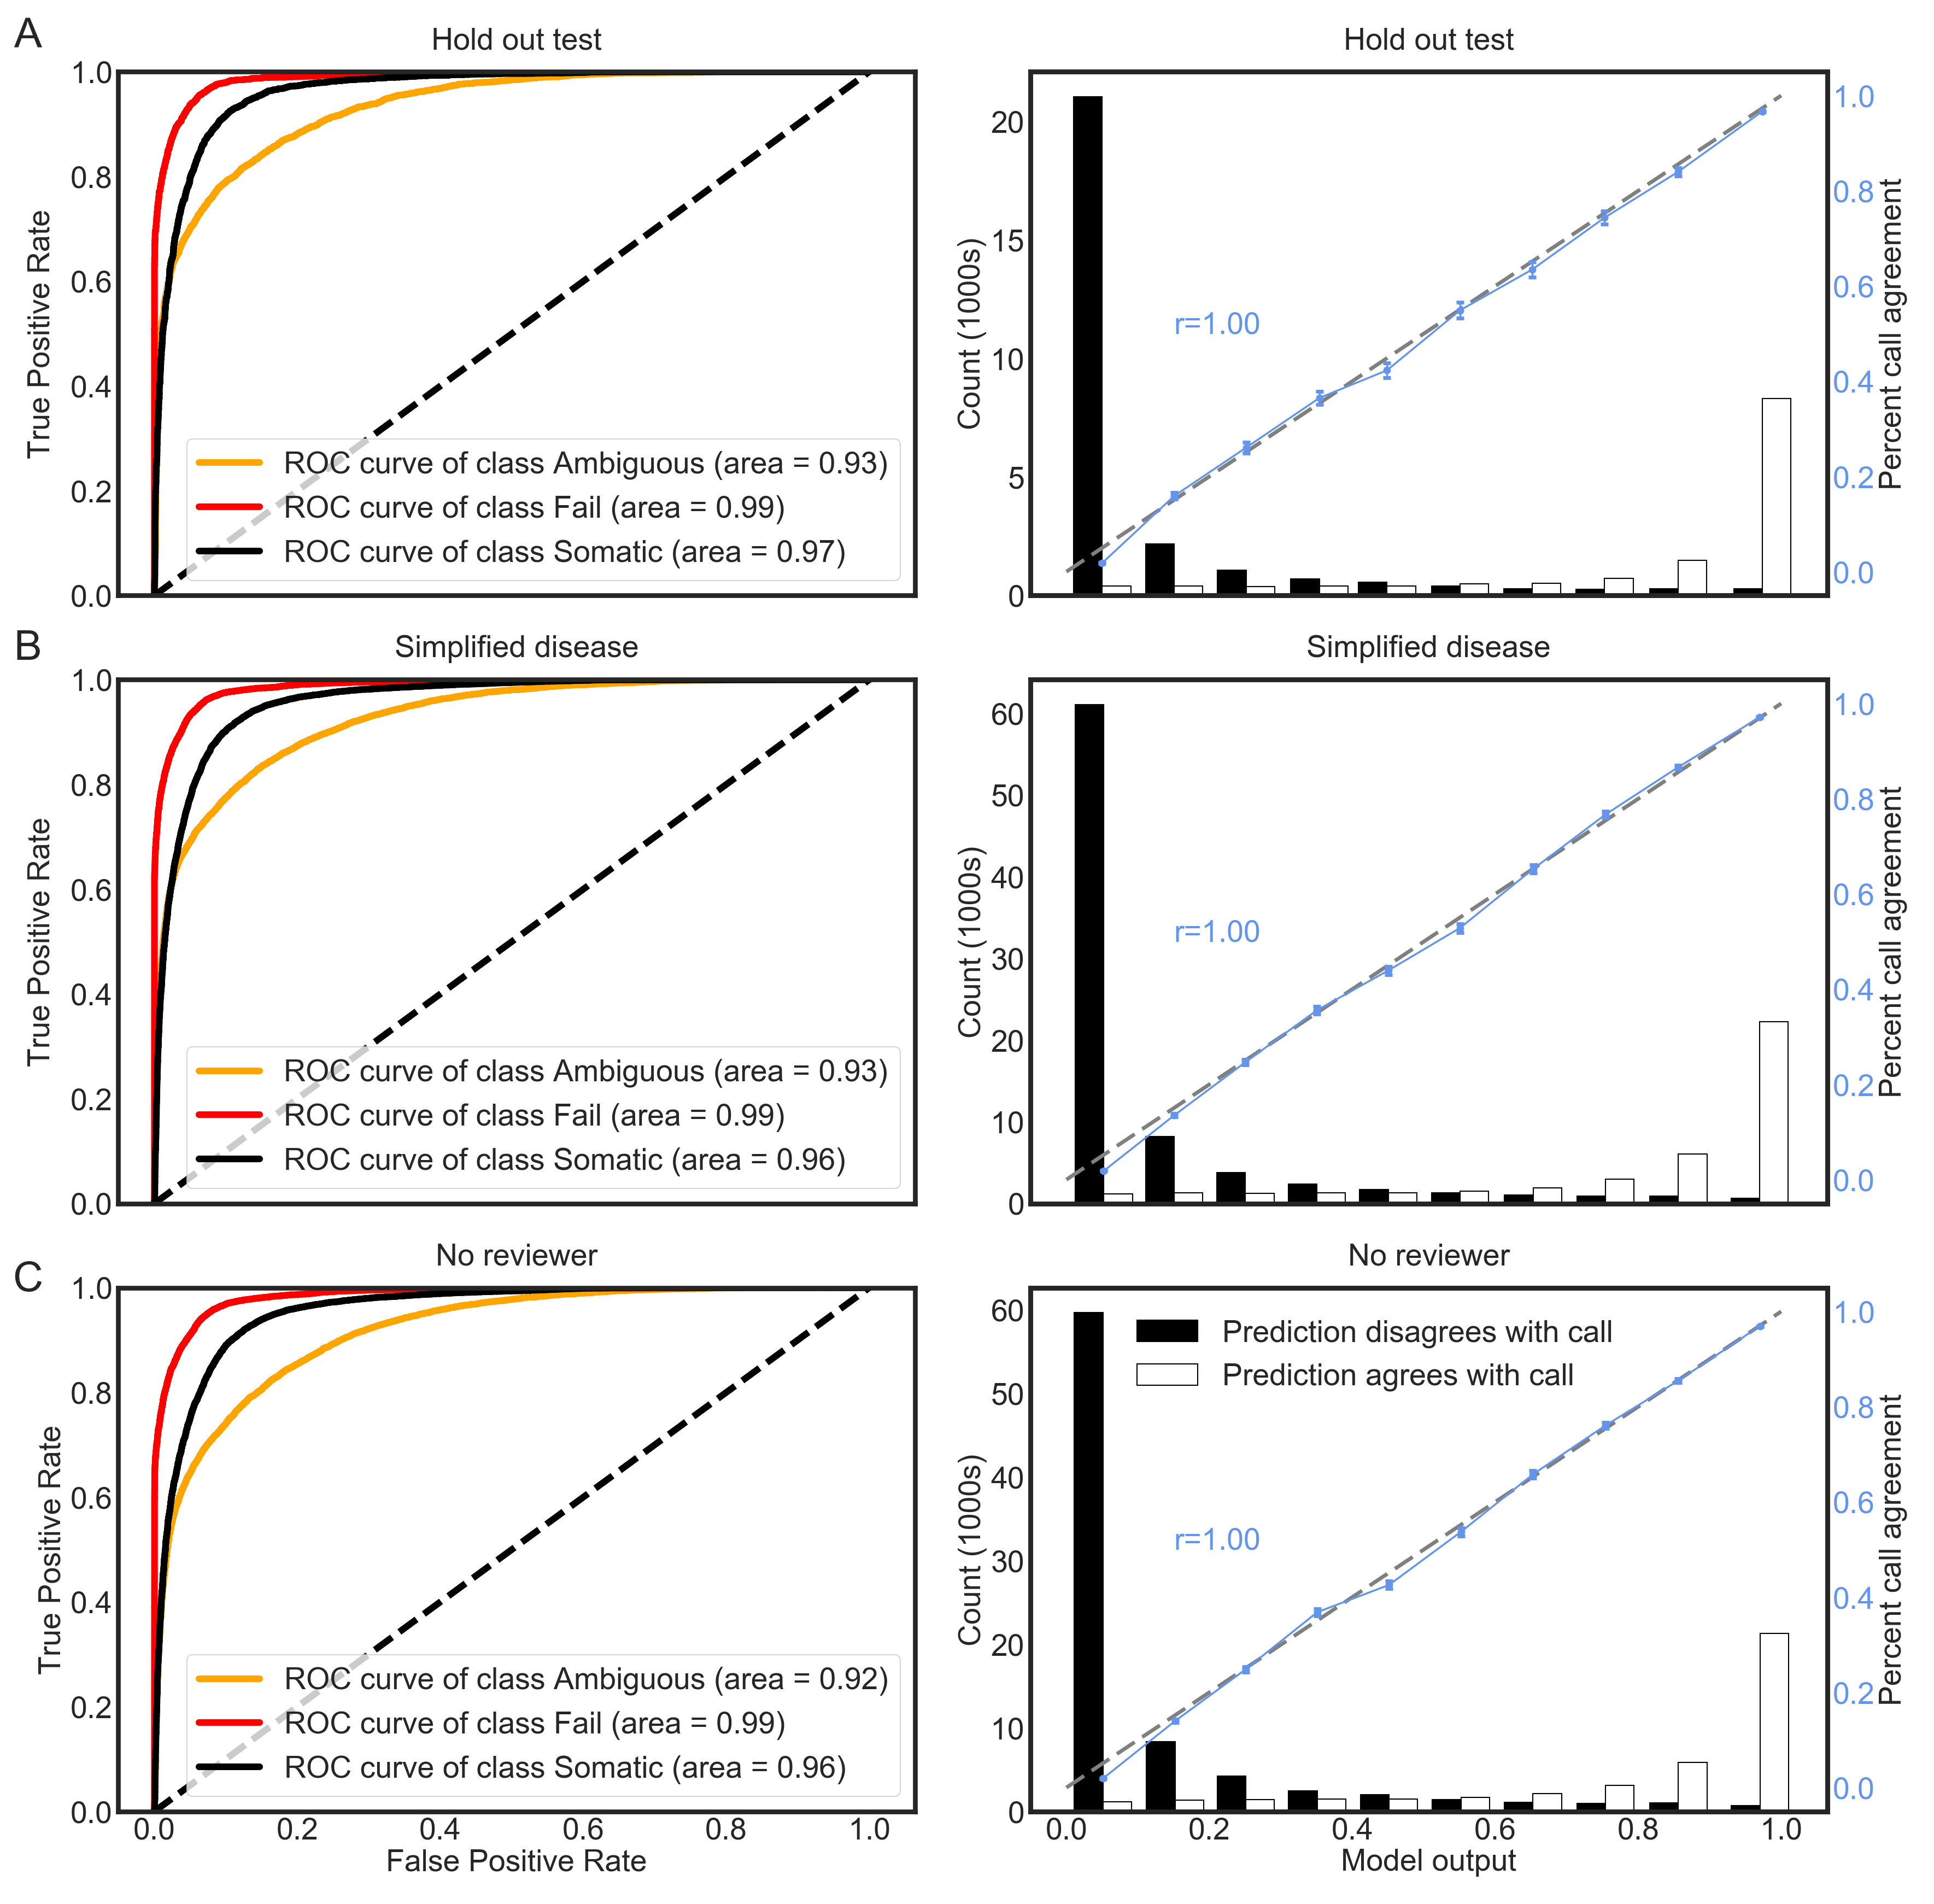 A
Hold out test
1.0
0.8
0.6
0.4
0.2
0.0
True Positive Rate
ROC curve of class Ambiguous (area = 0.93)
ROC curve of class Fail (area = 0.99)
ROC curve of class Somatic (area = 0.97)
Hold out test
20
15
10
5
0
Count (1000s)
r=1.00
1.0
0.8
0.6
0.4
0.2
0.0
Percent call agreement
B
Simplified disease
1.0
0.8
0.6
0.4
0.2
0.0
True Positive Rate
ROC curve of class Ambiguous (area = 0.93)
ROC curve of class Fail (area = 0.99)
ROC curve of class Somatic (area = 0.96)
Simplified disease
60
50
40
30
20
10
0
Count (1000s)
r=1.00
1.0
0.8
0.6
0.4
0.2
0.0
Percent call agreement
C
No reviewer
1.0
0.8
0.6
0.4
0.2
0.0
True Positive Rate
ROC curve of class Ambiguous (area = 0.92)
ROC curve of class Fail (area = 0.99)
ROC curve of class Somatic (area = 0.96)
0.0 0.2 0.4 0.6 0.8 1.0
False Positive Rate
No reviewer
60
50
40
30
20
10
0
Count (1000s)
Prediction disagrees with call
Prediction agrees with call
r=1.00
1.0
0.8
0.6
0.4
0.2
0.0
Percent call agreement
0.0 0.2 0.4 0.6 0.8 1.0
Model output